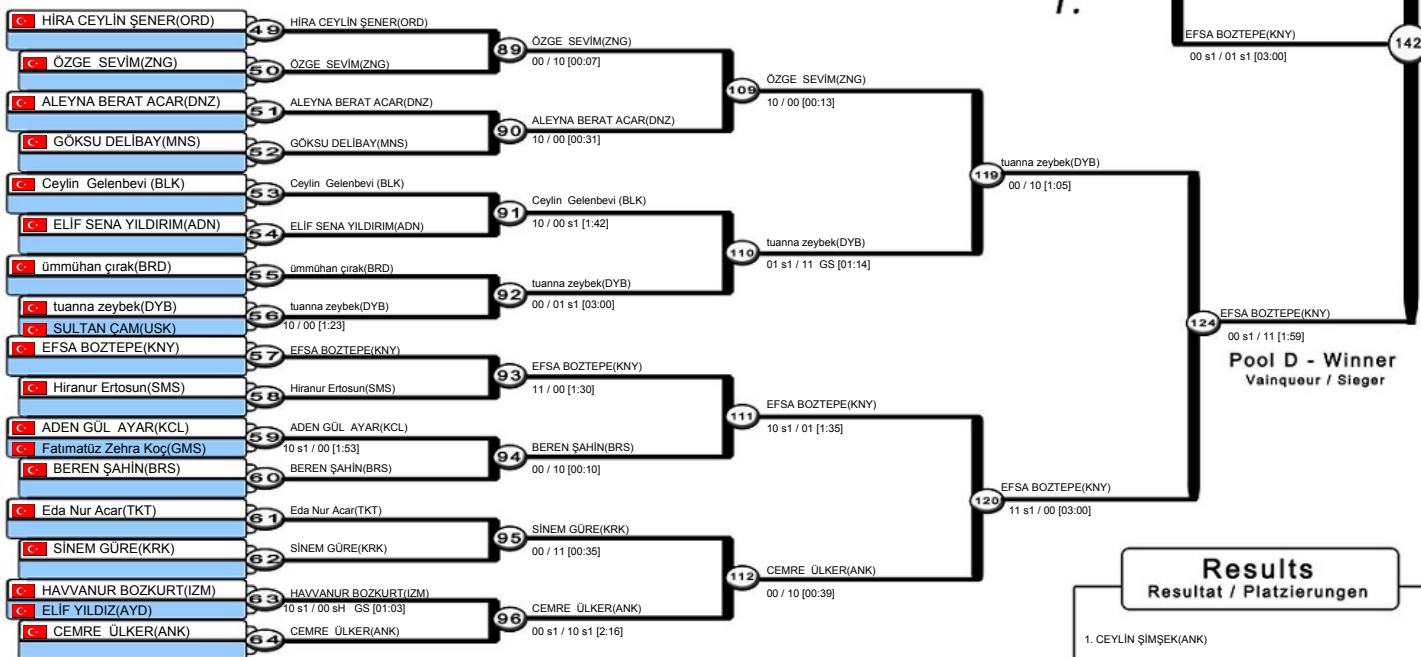 HİRA CEYLİN ŞENER(ORD)
49
HİRA CEYLİN ŞENER(ORD)
ÖZGE SEVİM(ZNG)
50
ÖZGE SEVİM(ZNG)
89
ÖZGE SEVİM(ZNG)
00 / 10 [00:07]
ALEYNA BERAT ACAR(DNZ)
51
ALEYNA BERAT ACAR(DNZ)
GÖKSU DELİBAY(MNS)
52
GÖKSU DELİBAY(MNS)
90
ALEYNA BERAT ACAR(DNZ)
10 / 00 [00:31]
109
ÖZGE SEVİM(ZNG)
10 / 00 [00:13]
Ceylin Gelenbevi (BLK)
53
Ceylin Gelenbevi (BLK)
ELİF SENA YILDIRIM(ADN)
54
ELİF SENA YILDIRIM(ADN)
91
Ceylin Gelenbevi (BLK)
10 / 00 s1 [1:42]
ümmühan çırak(BRD)
55
ümmühan çırak(BRD)
tuanna zeybek(DYB)
SULTAN ÇAM(USK)
56
tuanna zeybek(DYB)
10 / 00 [1:23]
92
tuanna zeybek(DYB)
00 / 01 s1 [03:00]
110
tuanna zeybek(DYB)
01 s1 / 11 GS [01:14]
119
tuanna zeybek(DYB)
00 / 10 [1:05]
EFSA BOZTEPE(KNY)
57
EFSA BOZTEPE(KNY)
Hiranur Ertosun(SMS)
58
Hiranur Ertosun(SMS)
93
EFSA BOZTEPE(KNY)
11 / 00 [1:30]
ADEN GÜL AYAR(KCL)
Fatımatüz Zehra Koç(GMS)
59
ADEN GÜL AYAR(KCL)
10 s1 / 00 [1:53]
BEREN ŞAHİN(BRS)
60
BEREN ŞAHİN(BRS)
94
BEREN ŞAHİN(BRS)
00 / 10 [00:10]
111
EFSA BOZTEPE(KNY)
10 s1 / 01 [1:35]
Eda Nur Acar(TKT)
61
Eda Nur Acar(TKT)
SİNEM GÜRE(KRK)
62
SİNEM GÜRE(KRK)
95
SİNEM GÜRE(KRK)
00 / 11 [00:35]
HAVVANUR BOZKURT(IZM)
ELİF YILDIZ(AYD)
63
HAVVANUR BOZKURT(IZM)
10 s1 / 00 sH GS [01:03]
CEMRE ÜLKER(ANK)
64
CEMRE ÜLKER(ANK)
96
CEMRE ÜLKER(ANK)
00 s1 / 10 s1 [2:16]
112
CEMRE ÜLKER(ANK)
00 / 10 [00:39]
120
EFSA BOZTEPE(KNY)
11 s1 / 00 [03:00]
124
EFSA BOZTEPE(KNY)
00 s1 / 11 [1:59]
Pool D - Winner
Vainqueur / Sieger
EFSA BOZTEPE(KNY)
00 s1 / 01 s1 [03:00]
142
Results
Resultat / Platzierungen
1. CEYLİN ŞİMŞEK(ANK)